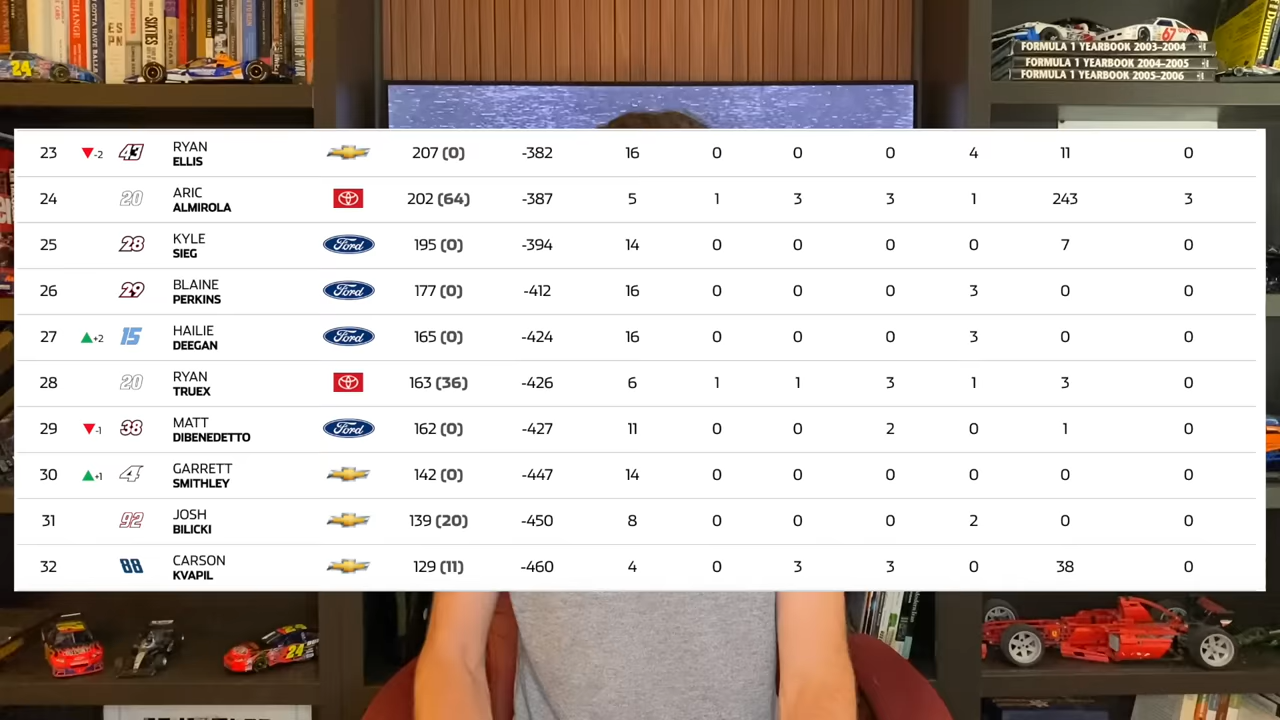 24
67
FORMULA 1 YEARBOOK 2003-2004
FORMULA 1 YEARBOOK 2004-2005
FORMULA 1 YEARBOOK 2005-2006
23 -2 43 RYAN ELLIS 207 (0) -382 16 0 0 0 4 11 0
24 20 ARIC ALMIROLA 202 (64) -387 5 1 3 3 1 243 3
25 28 KYLE SIEG Ford 195 (0) -394 14 0 0 0 0 7 0
26 29 BLAINE PERKINS Ford 177 (0) -412 16 0 0 0 3 0 0
27 +2 15 HAILIE DEEGAN Ford 165 (0) -424 16 0 0 0 3 0 0
28 20 RYAN TRUEX 163 (36) -426 6 1 1 3 1 3 0
29 -1 38 MATT DIBENEDETTO Ford 162 (0) -427 11 0 0 2 0 1 0
30 +1 4 GARRETT SMITHLEY 142 (0) -447 14 0 0 0 0 0 0
31 92 JOSH BILICKI 139 (20) -450 8 0 0 0 2 0 0
32 88 CARSON KVAPIL 129 (11) -460 4 0 3 3 0 38 0
24